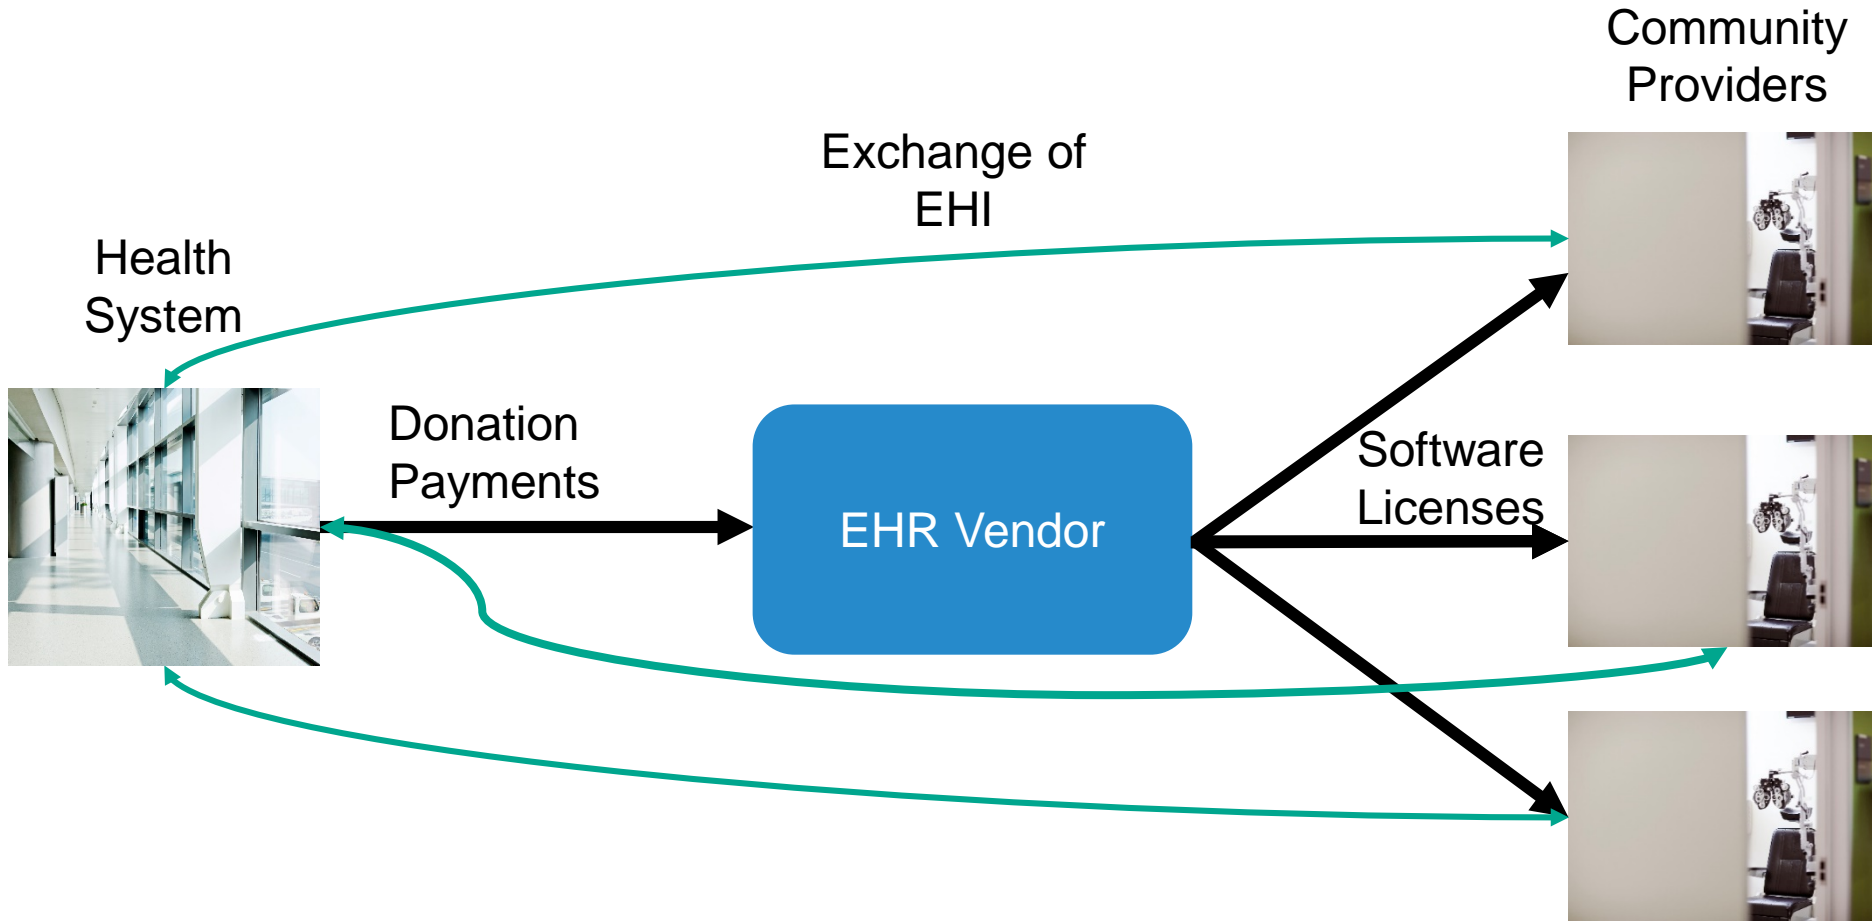 Community
Providers
Exchange of
EHI
Health
System
Donation
Payments
EHR Vendor
Software
Licenses